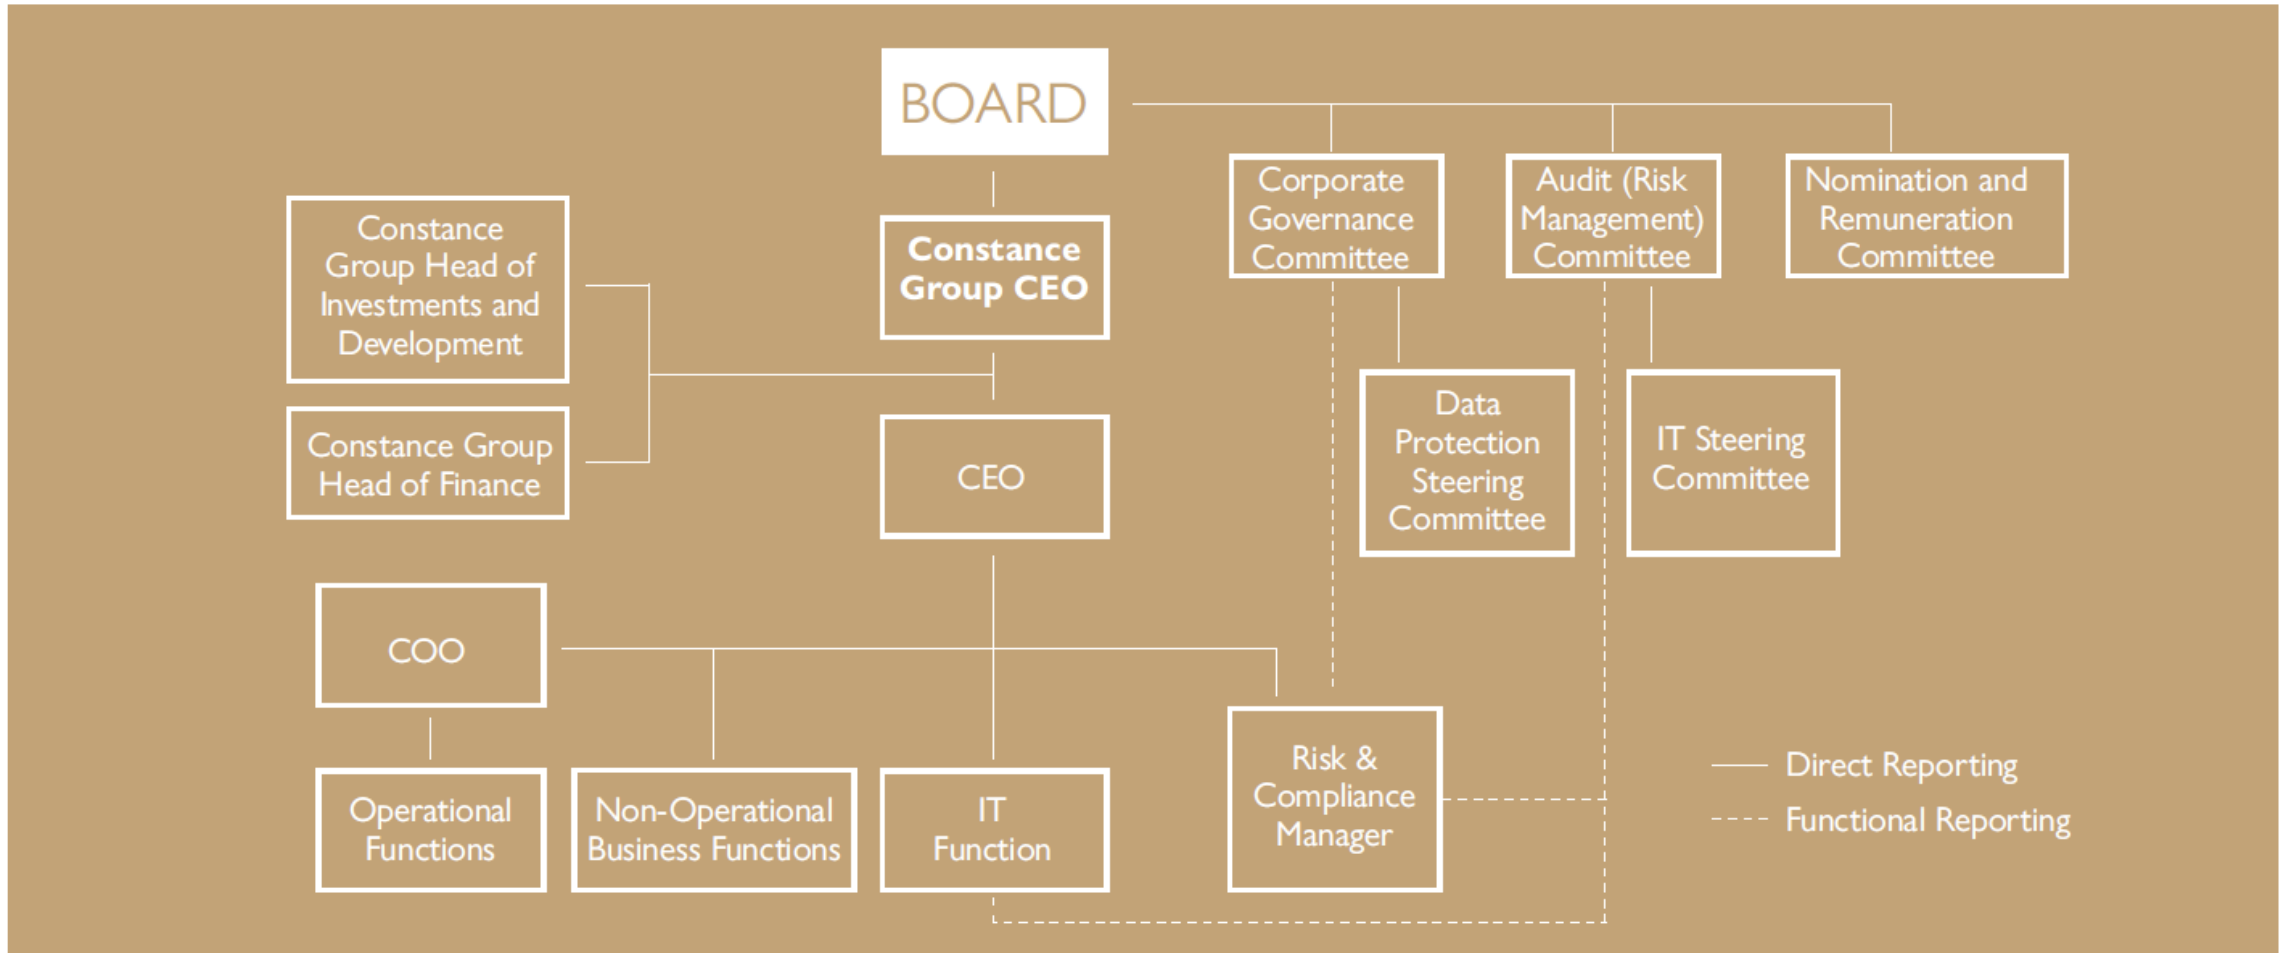 BOARD
Corporate
Governance
Committee
Audit (Risk
Management)
Committee
Nomination and
Remuneration
Committee
Constance
Group Head of
Investments and
Development
Constance
Group CEO
Constance Group
Head of Finance
CEO
Data
Protection
Steering
Committee
IT Steering
Committee
COO
Operational
Functions
Non-Operational
Business Functions
IT
Function
Risk &
Compliance
Manager
Direct Reporting
Functional Reporting